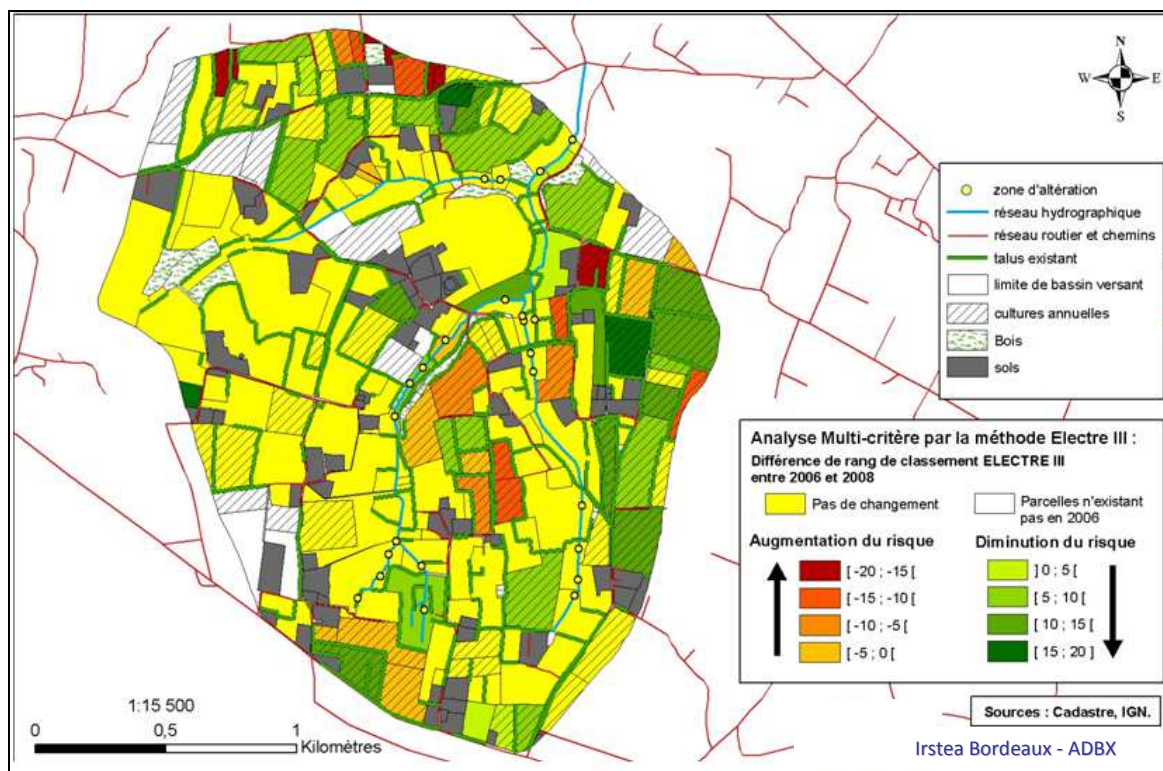 N
W E
S
zone d'altération
réseau hydrographique
réseau routier et chemins
talus existant
limite de bassin versant
cultures annuelles
Bois
sols
Analyse Multi-critère par la méthode Electre III :
Différence de rang de classement ELECTRE III
entre 2006 et 2008
Pas de changement
Parcelles n'existant
pas en 2006
Augmentation du risque
Diminution du risque
[ -20 ; -15 [
] 0 ; 5 [
[ -15 ; -10 [
[ 5 ; 10 [
[ -10 ; -5 [
[ 10 ; 15 [
[ -5 ; 0 [
[ 15 ; 20 ]
1:15 500
0 0,5 1
Kilomètres
Sources : Cadastre, IGN.
Irstea Bordeaux - ADBX